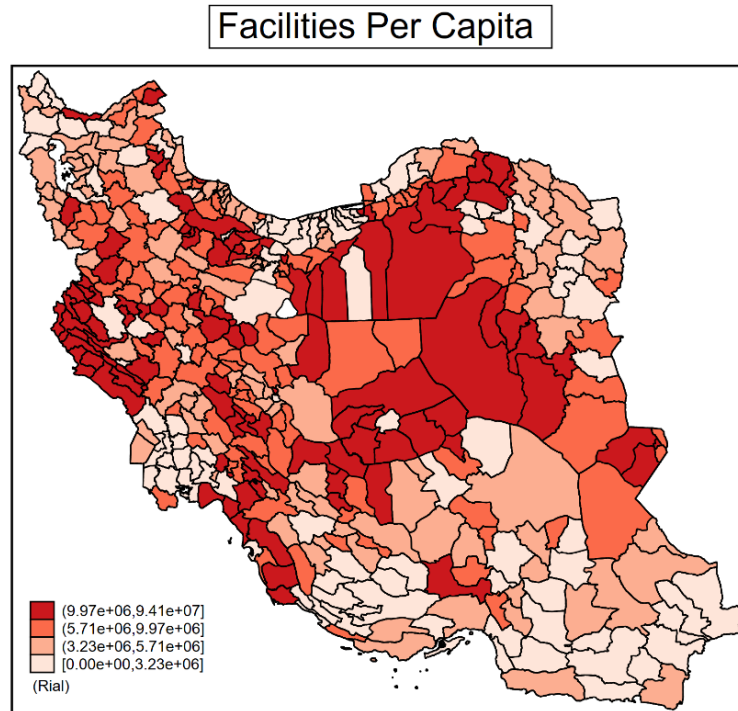 Facilities Per Capita
(9.97e+06,9.41e+07]
(5.71e+06,9.97e+06]
(3.23e+06,5.71e+06]
[0.00e+00,3.23e+06]
(Rial)